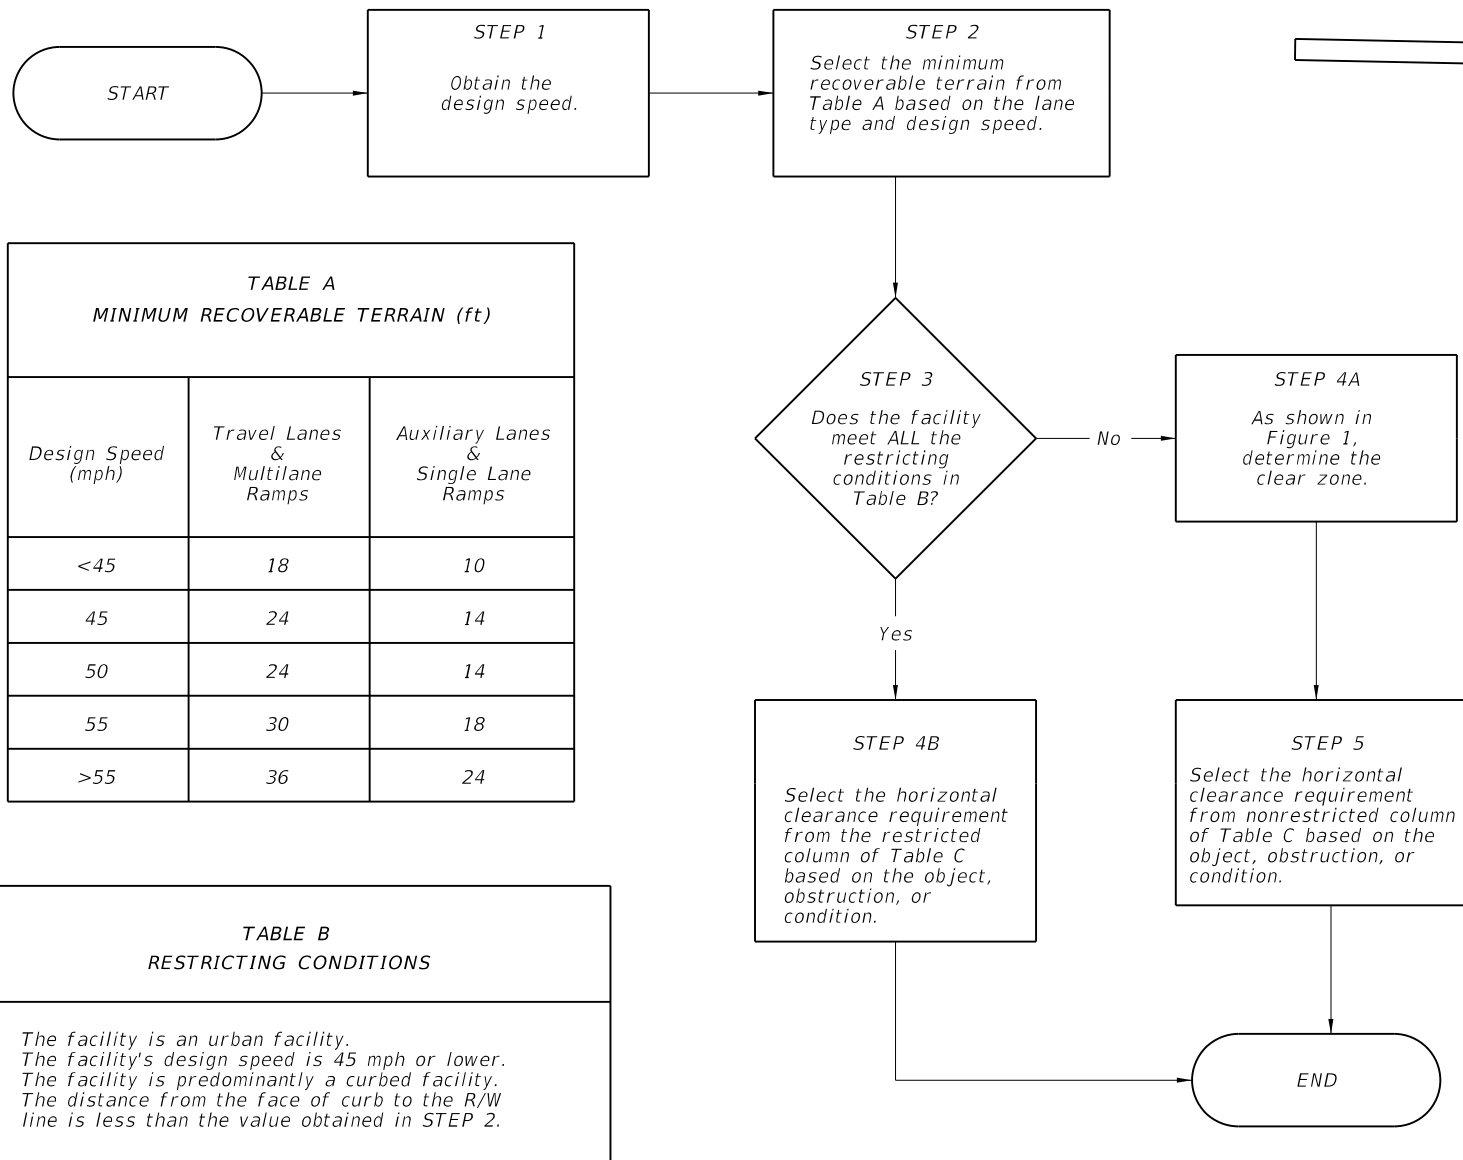 START
STEP 1
Obtain the
design speed.
STEP 2
Select the minimum
recoverable terrain from
Table A based on the lane
type and design speed.
TABLE A
MINIMUM RECOVERABLE TERRAIN (ft)
Design Speed
(mph)
Travel Lanes
&
Multilane
Ramps
Auxiliary Lanes
&
Single Lane
Ramps
<45 18 10
45 24 14
50 24 14
55 30 18
>55 36 24
STEP 3
Does the facility
meet ALL the
restricting
conditions in
Table B?
No
STEP 4A
As shown in
Figure 1,
determine the
clear zone.
Yes
STEP 4B
Select the horizontal
clearance requirement
from the restricted
column of Table C
based on the object,
obstruction, or
condition.
STEP 5
Select the horizontal
clearance requirement
from nonrestricted column
of Table C based on the
object, obstruction, or
condition.
TABLE B
RESTRICTING CONDITIONS
The facility is an urban facility.
The facility's design speed is 45 mph or lower.
The facility is predominantly a curbed facility.
The distance from the face of curb to the R/W
line is less than the value obtained in STEP 2.
END